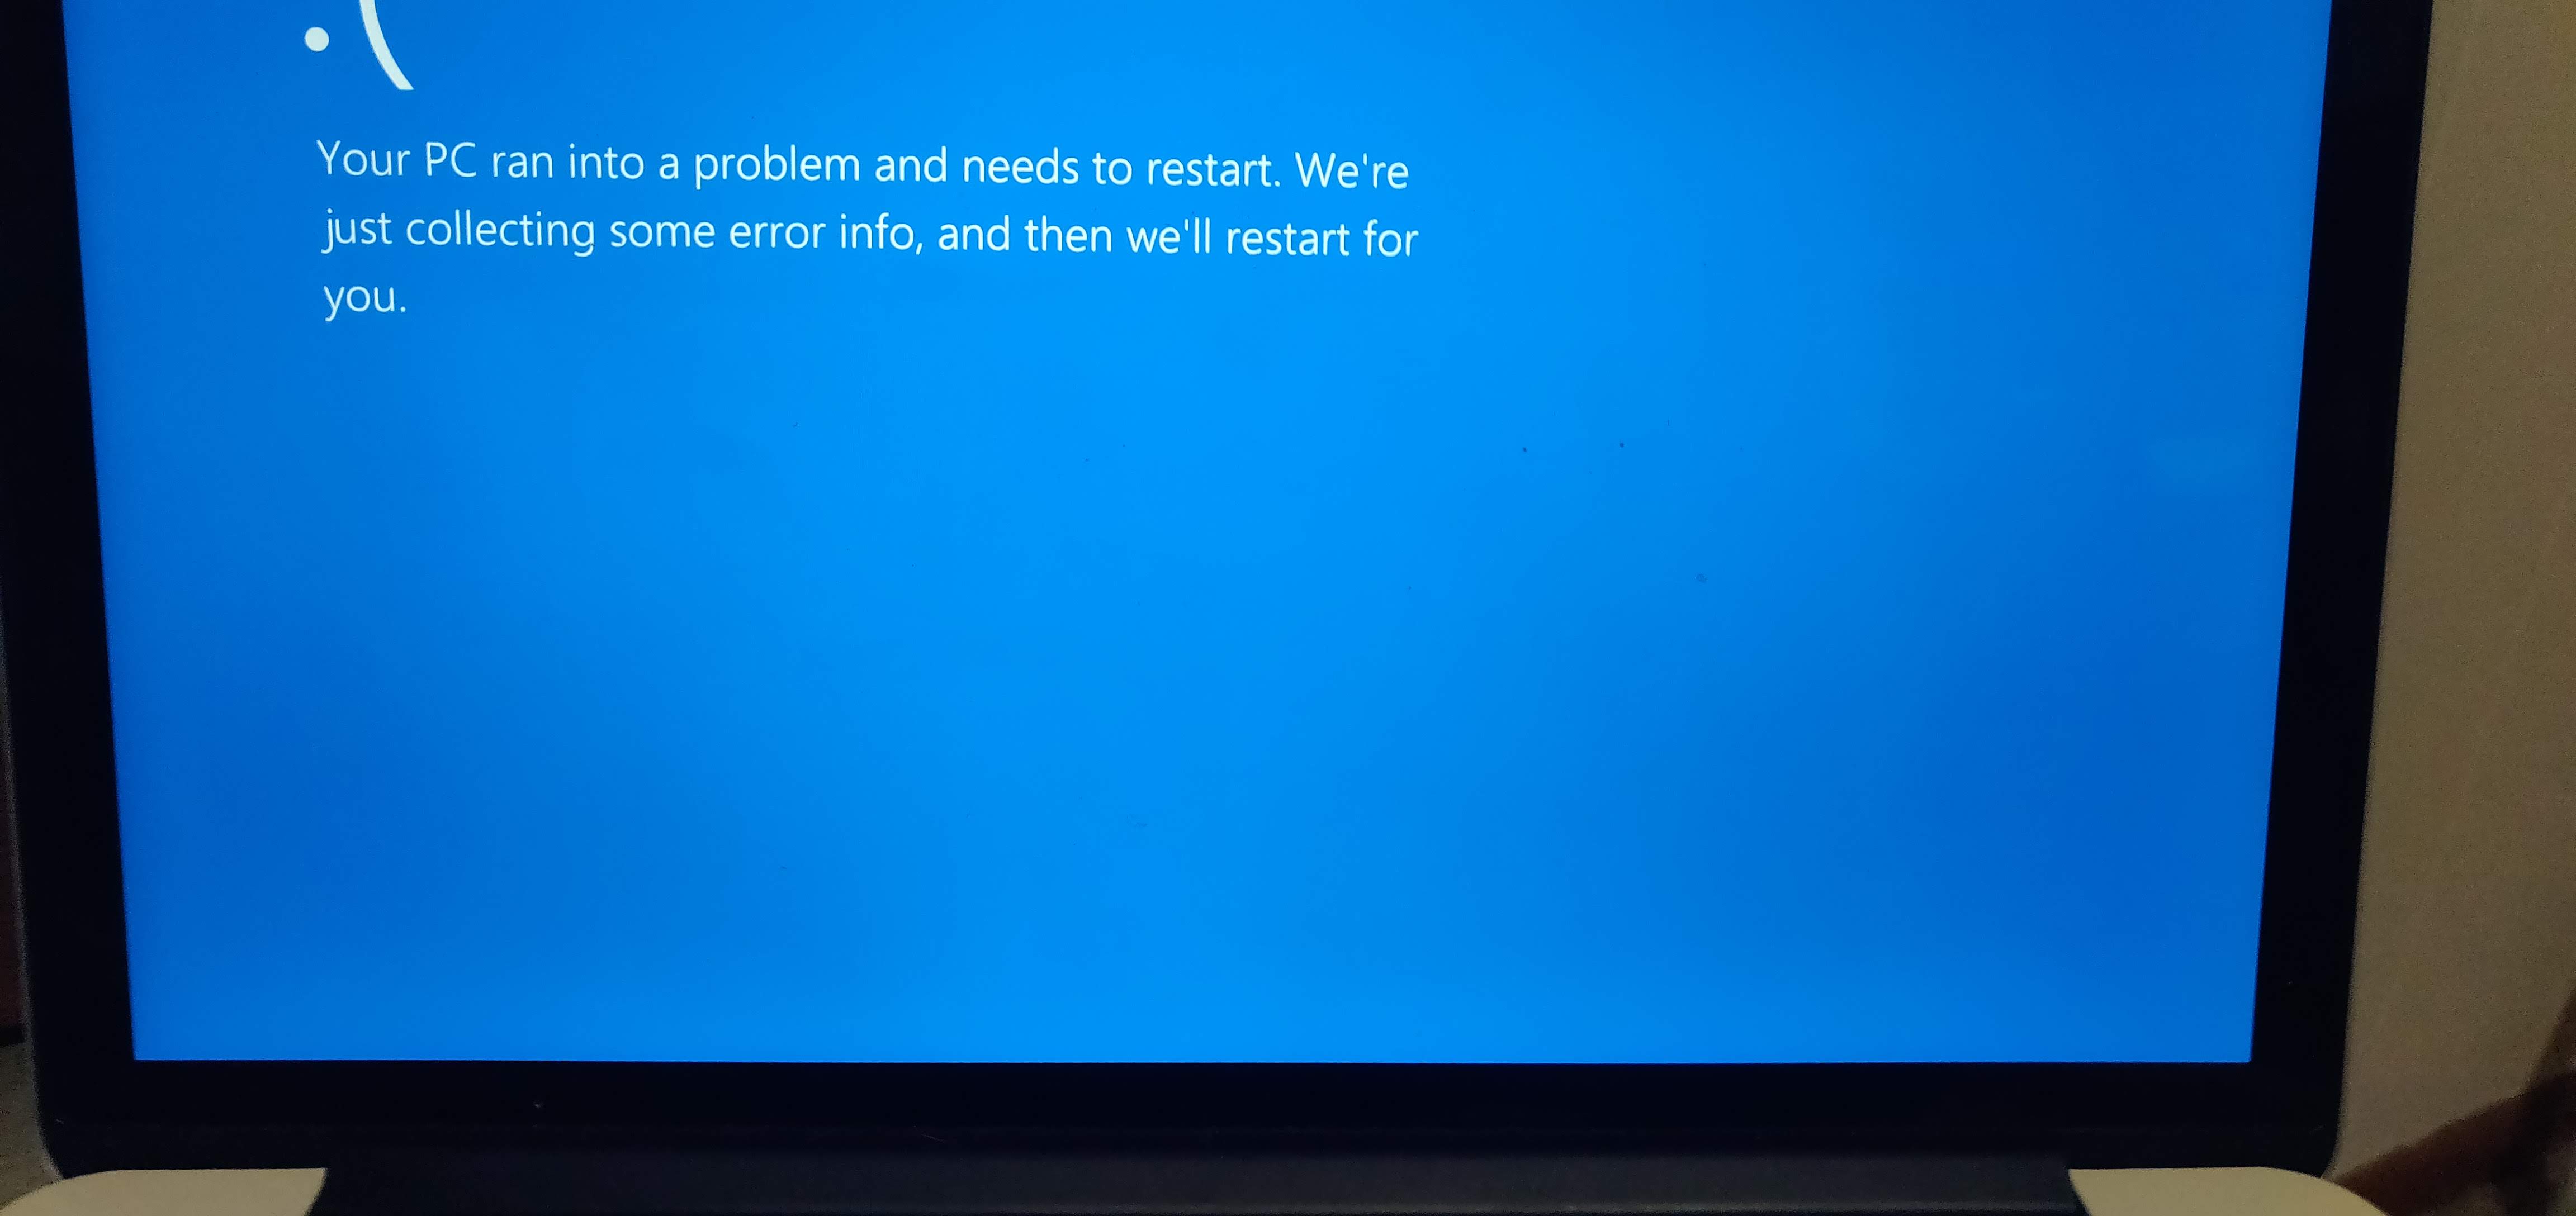 :(
Your PC ran into a problem and needs to restart. We're
just collecting some error info, and then we'll restart for
you.